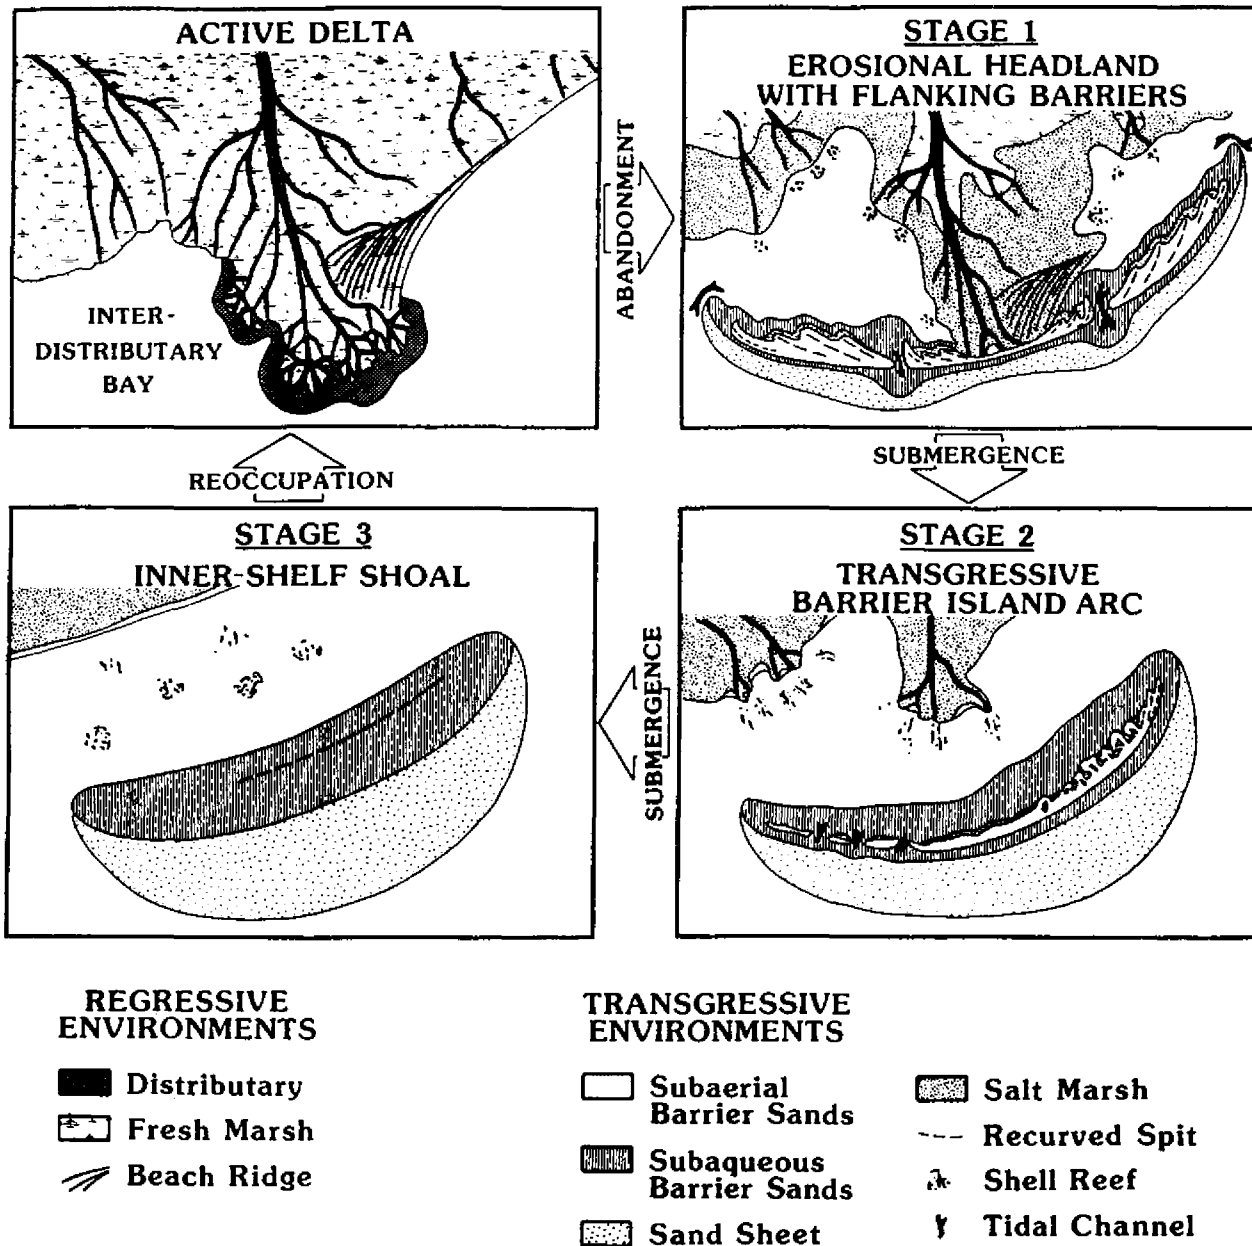 ACTIVE DELTA
INTER-
DISTRIBUTARY
BAY
ABANDONMENT
STAGE 1
EROSIONAL HEADLAND
WITH FLANKING BARRIERS
SUBMERGENCE
STAGE 2
TRANSGRESSIVE
BARRIER ISLAND ARC
SUBMERGENCE
STAGE 3
INNER-SHELF SHOAL
REOCCUPATION
REGRESSIVE
ENVIRONMENTS
Distributary
Fresh Marsh
Beach Ridge
TRANSGRESSIVE
ENVIRONMENTS
Subaerial
Barrier Sands
Subaqueous
Barrier Sands
Sand Sheet
Salt Marsh
Recurved Spit
Shell Reef
Tidal Channel